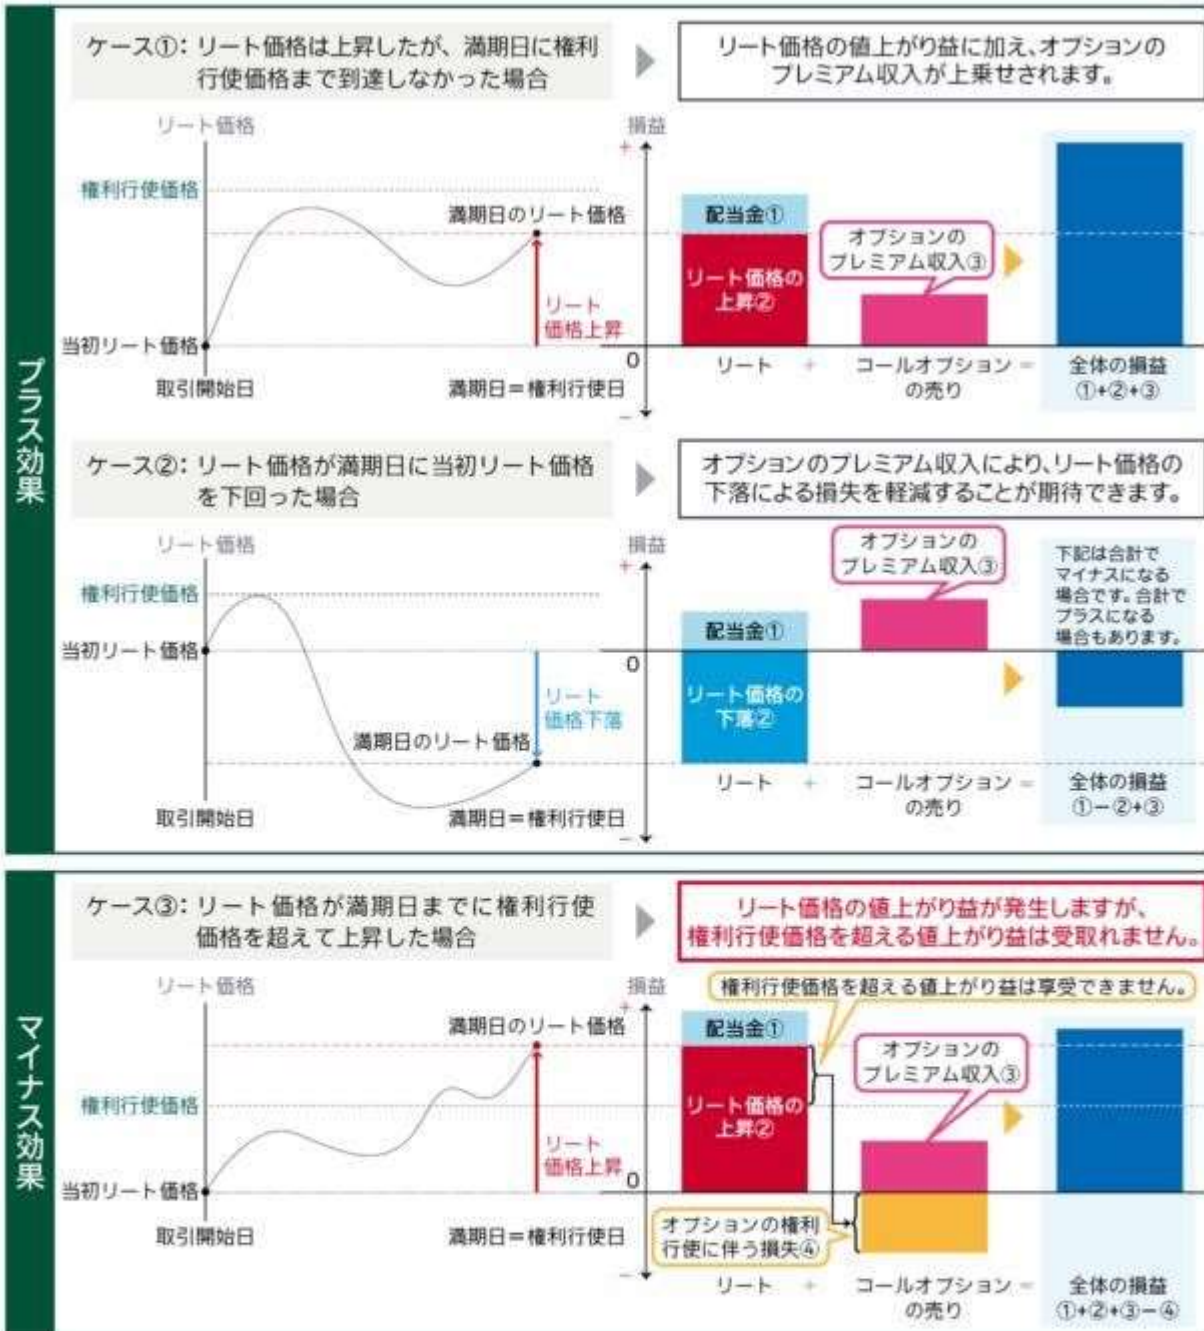 プラス効果
ケース①：リート価格は上昇したが、満期日に権利
行使価格まで到達しなかった場合
リート価格の値上がり益に加え、オプションの
プレミアム収入が上乗せされます。
リート価格
権利行使価格
満期日のリート価格
リート
価格上昇
当初リート価格
取引開始日
満期日＝権利行使日
損益
+
0
−
配当金①
リート価格の
上昇②
オプションの
プレミアム収入③
リート
+
コールオプション
の売り
=
全体の損益
①+②+③
ケース②：リート価格が満期日に当初リート価格
を下回った場合
オプションのプレミアム収入により、リート価格の
下落による損失を軽減することが期待できます。
リート価格
権利行使価格
当初リート価格
リート
価格下落
満期日のリート価格
取引開始日
満期日＝権利行使日
損益
+
0
−
配当金①
リート価格の
下落②
オプションの
プレミアム収入③
下記は合計で
マイナスになる
場合です。合計で
プラスになる
場合もあります。
リート
+
コールオプション
の売り
=
全体の損益
①−②+③
マイナス効果
ケース③：リート価格が満期日までに権利行使
価格を超えて上昇した場合
リート価格の値上がり益が発生しますが、
権利行使価格を超える値上がり益は受取れません。
リート価格
満期日のリート価格
権利行使価格
リート
価格上昇
当初リート価格
取引開始日
満期日＝権利行使日
損益
+
0
−
権利行使価格を超える値上がり益は享受できません。
配当金①
リート価格の
上昇②
オプションの
プレミアム収入③
オプションの権利
行使に伴う損失④
リート
+
コールオプション
の売り
=
全体の損益
①+②+③−④